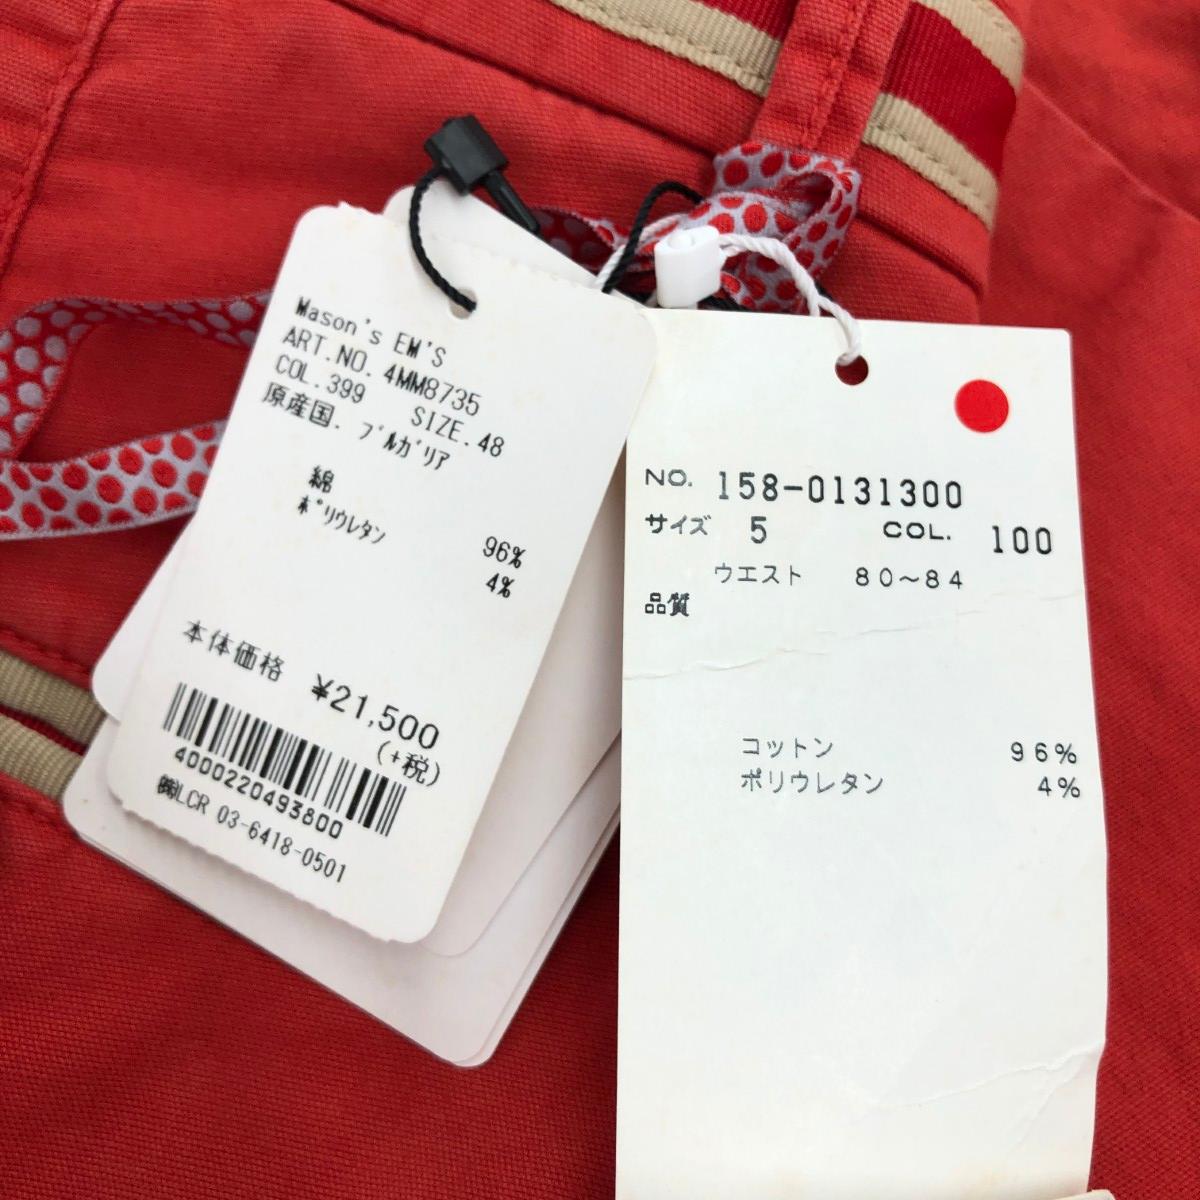 Mason's EM'S
ART.NO. 4MM8735
COL.399 SIZE.48
原産国. ブルガリア
綿 96%
ポリウレタン 4%
本体価格 ¥21,500
(+税)
4000220493800
㈱LCR 03-6418-0501
NO. 158-0131300
サイズ 5 COL. 100
ウエスト 80〜84
品質
コットン 96%
ポリウレタン 4%